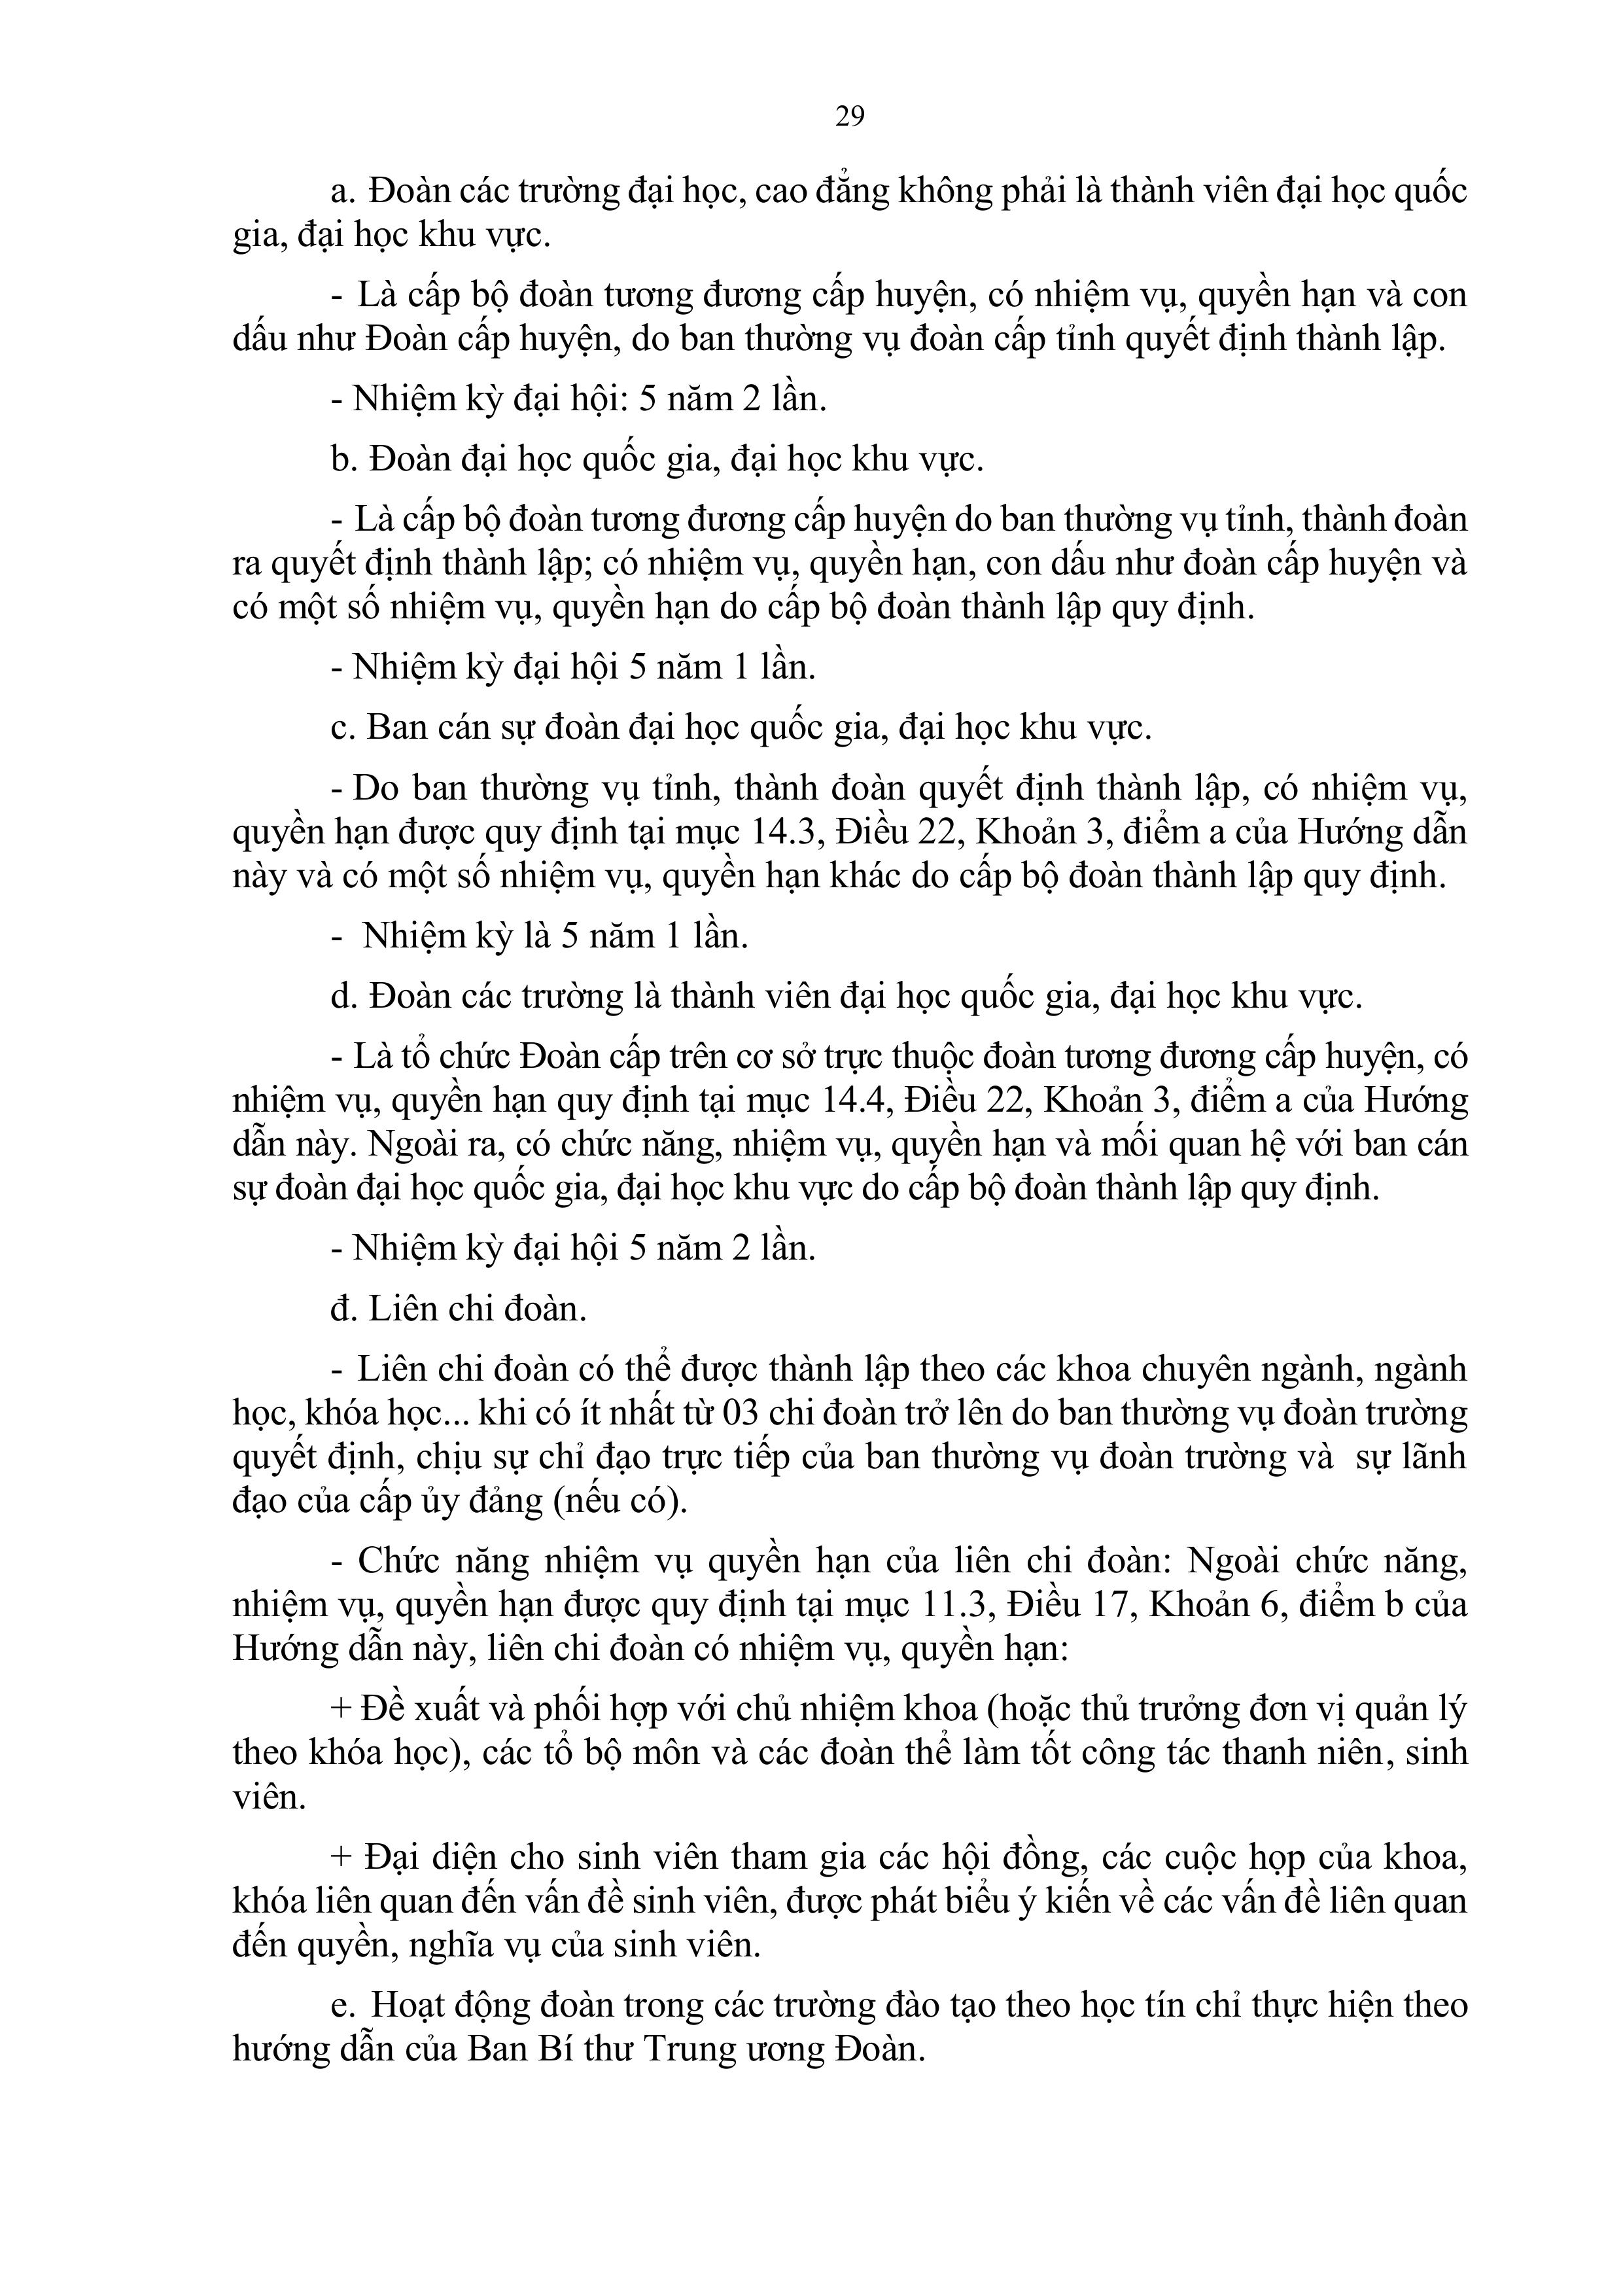 29
a. Đoàn các trường đại học, cao đẳng không phải là thành viên đại học quốc
gia, đại học khu vực.
- Là cấp bộ đoàn tương đương cấp huyện, có nhiệm vụ, quyền hạn và con
dấu như Đoàn cấp huyện, do ban thường vụ đoàn cấp tỉnh quyết định thành lập.
- Nhiệm kỳ đại hội: 5 năm 2 lần.
b. Đoàn đại học quốc gia, đại học khu vực.
- Là cấp bộ đoàn tương đương cấp huyện do ban thường vụ tỉnh, thành đoàn
ra quyết định thành lập; có nhiệm vụ, quyền hạn, con dấu như đoàn cấp huyện và
có một số nhiệm vụ, quyền hạn do cấp bộ đoàn thành lập quy định.
- Nhiệm kỳ đại hội 5 năm 1 lần.
c. Ban cán sự đoàn đại học quốc gia, đại học khu vực.
- Do ban thường vụ tỉnh, thành đoàn quyết định thành lập, có nhiệm vụ,
quyền hạn được quy định tại mục 14.3, Điều 22, Khoản 3, điểm a của Hướng dẫn
này và có một số nhiệm vụ, quyền hạn khác do cấp bộ đoàn thành lập quy định.
- Nhiệm kỳ là 5 năm 1 lần.
d. Đoàn các trường là thành viên đại học quốc gia, đại học khu vực.
- Là tổ chức Đoàn cấp trên cơ sở trực thuộc đoàn tương đương cấp huyện, có
nhiệm vụ, quyền hạn quy định tại mục 14.4, Điều 22, Khoản 3, điểm a của Hướng
dẫn này. Ngoài ra, có chức năng, nhiệm vụ, quyền hạn và mối quan hệ với ban cán
sự đoàn đại học quốc gia, đại học khu vực do cấp bộ đoàn thành lập quy định.
- Nhiệm kỳ đại hội 5 năm 2 lần.
đ. Liên chi đoàn.
- Liên chi đoàn có thể được thành lập theo các khoa chuyên ngành, ngành
học, khóa học... khi có ít nhất từ 03 chi đoàn trở lên do ban thường vụ đoàn trường
quyết định, chịu sự chỉ đạo trực tiếp của ban thường vụ đoàn trường và sự lãnh
đạo của cấp ủy đảng (nếu có).
- Chức năng nhiệm vụ quyền hạn của liên chi đoàn: Ngoài chức năng,
nhiệm vụ, quyền hạn được quy định tại mục 11.3, Điều 17, Khoản 6, điểm b của
Hướng dẫn này, liên chi đoàn có nhiệm vụ, quyền hạn:
+ Đề xuất và phối hợp với chủ nhiệm khoa (hoặc thủ trưởng đơn vị quản lý
theo khóa học), các tổ bộ môn và các đoàn thể làm tốt công tác thanh niên, sinh
viên.
+ Đại diện cho sinh viên tham gia các hội đồng, các cuộc họp của khoa,
khóa liên quan đến vấn đề sinh viên, được phát biểu ý kiến về các vấn đề liên quan
đến quyền, nghĩa vụ của sinh viên.
e. Hoạt động đoàn trong các trường đào tạo theo học tín chỉ thực hiện theo
hướng dẫn của Ban Bí thư Trung ương Đoàn.